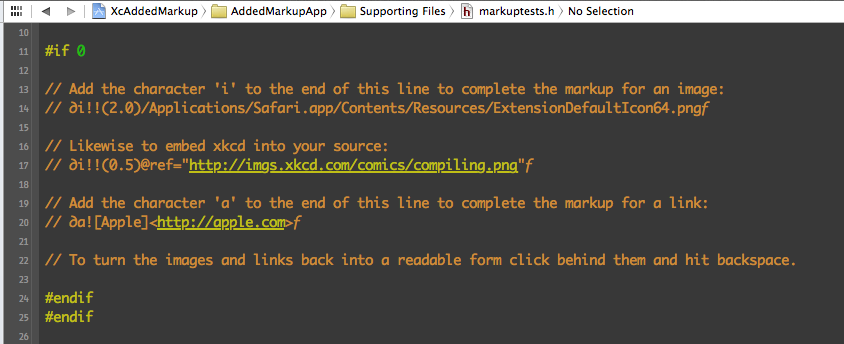 XcAddedMarkup AddedMarkupApp Supporting Files markuptests.h No Selection
10
11 #if 0
12
13 // Add the character 'i' to the end of this line to complete the markup for an image:
14 // ∂i!!(2.0)/Applications/Safari.app/Contents/Resources/ExtensionDefaultIcon64.pngƒ
15
16 // Likewise to embed xkcd into your source:
17 // ∂i!!(0.5)@ref="http://imgs.xkcd.com/comics/compiling.png"ƒ
18
19 // Add the character 'a' to the end of this line to complete the markup for a link:
20 // ∂a![Apple]<http://apple.com>ƒ
21
22 // To turn the images and links back into a readable form click behind them and hit backspace.
23
24 #endif
25 #endif
26